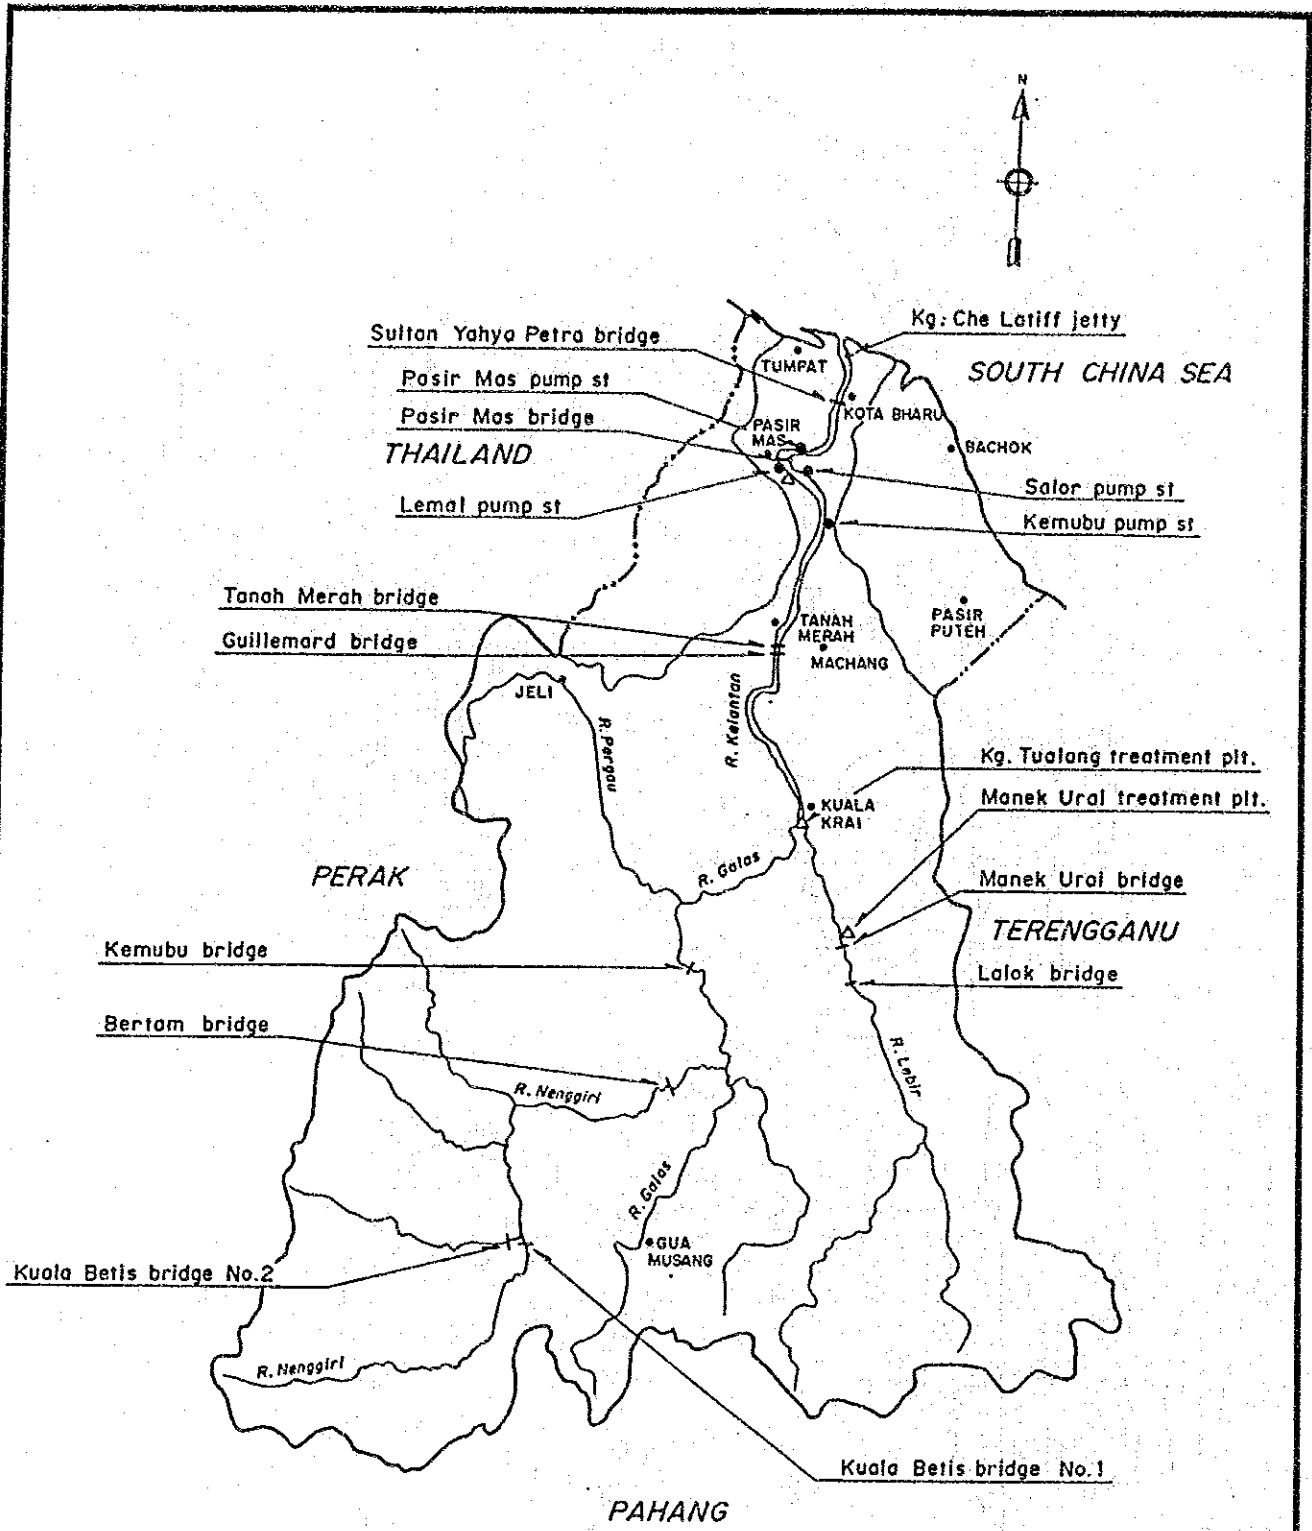 N
Kg. Che Latiff jetty
Sultan Yahya Petra bridge
TUMPAT
SOUTH CHINA SEA
Pasir Mas pump st
KOTA BHARU
Pasir Mas bridge
PASIR
MAS
THAILAND
BACHOK
Salor pump st
Lemal pump st
Kemubu pump st
Tanah Merah bridge
PASIR
PUTEH
TANAH
MERAH
Guillemard bridge
MACHANG
JELI
R. Kelantan
R. Pergau
Kg. Tualang treatment plt.
Manek Urai treatment plt.
KUALA
KRAI
R. Galas
PERAK
Manek Urai bridge
TERENGGANU
Kemubu bridge
Lalok bridge
Bertam bridge
R. Lebir
R. Nenggiri
R. Galas
GUA
MUSANG
Kuala Betis bridge No.2
R. Nenggiri
Kuala Betis bridge No.1
PAHANG